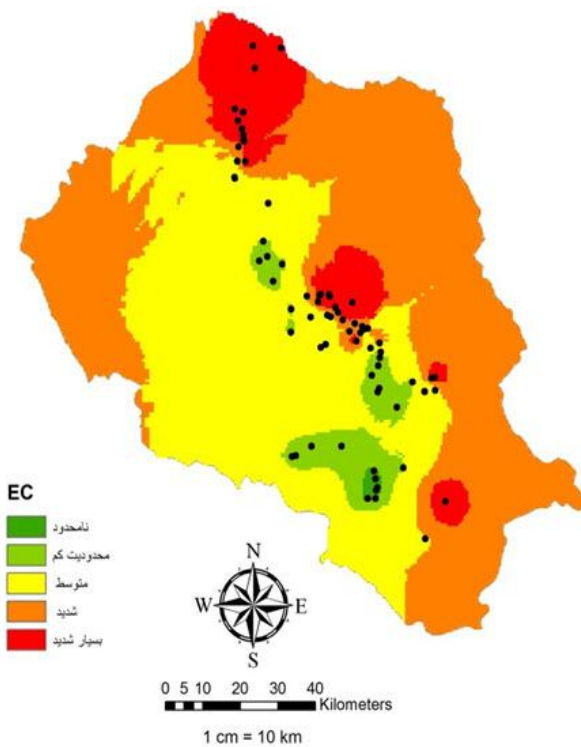 EC
نامحدود
محدودیت کم
متوسط
شدید
بسیار شدید
N
W E
S
0 5 10 20 30 40
Kilometers
1 cm = 10 km